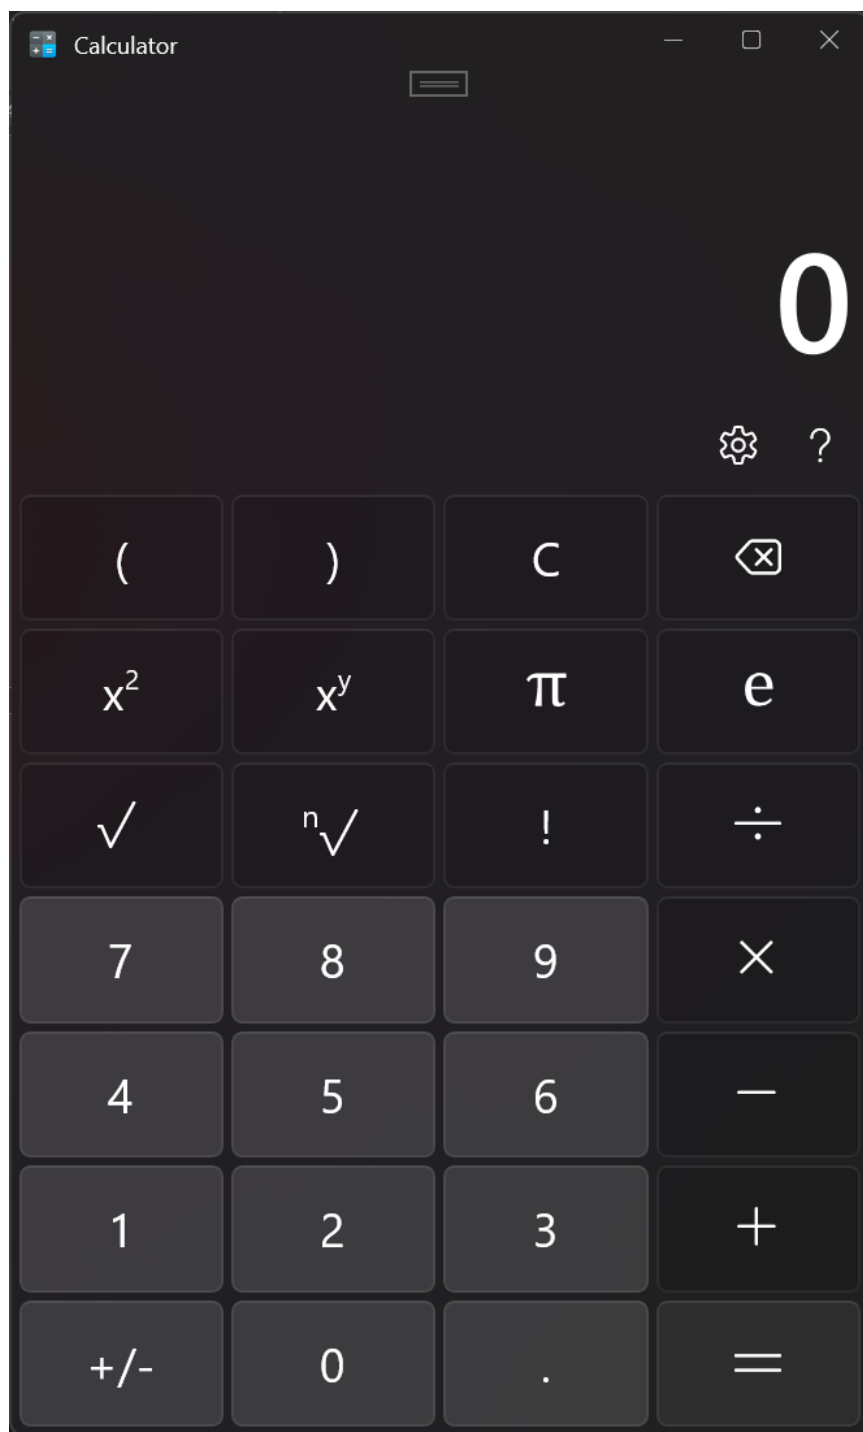 Calculator
0
?
( ) C
x² xʸ π e
√ ⁿ√ ! ÷
7 8 9 ×
4 5 6 −
1 2 3 +
+/- 0 . =